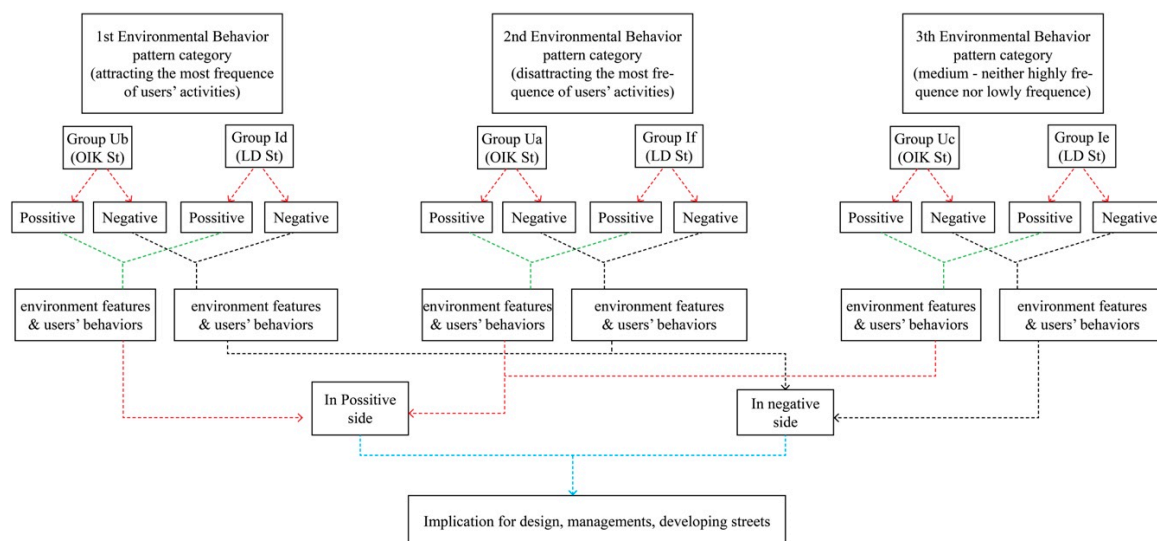 1st Environmental Behavior
pattern category
(attracting the most frequence
of users' activities)
2nd Environmental Behavior
pattern category
(disattracting the most fre-
quence of users' activities)
3th Environmental Behavior
pattern category
(medium - neither highly fre-
quence nor lowly frequence)
Group Ub
(OIK St)
Group Id
(LD St)
Group Ua
(OIK St)
Group If
(LD St)
Group Uc
(OIK St)
Group Ie
(LD St)
Possitive
Negative
Possitive
Negative
Possitive
Negative
Possitive
Negative
Possitive
Negative
Possitive
Negative
environment features
& users' behaviors
environment features
& users' behaviors
environment features
& users' behaviors
environment features
& users' behaviors
environment features
& users' behaviors
environment features
& users' behaviors
In Possitive
side
In negative
side
Implication for design, managements, developing streets